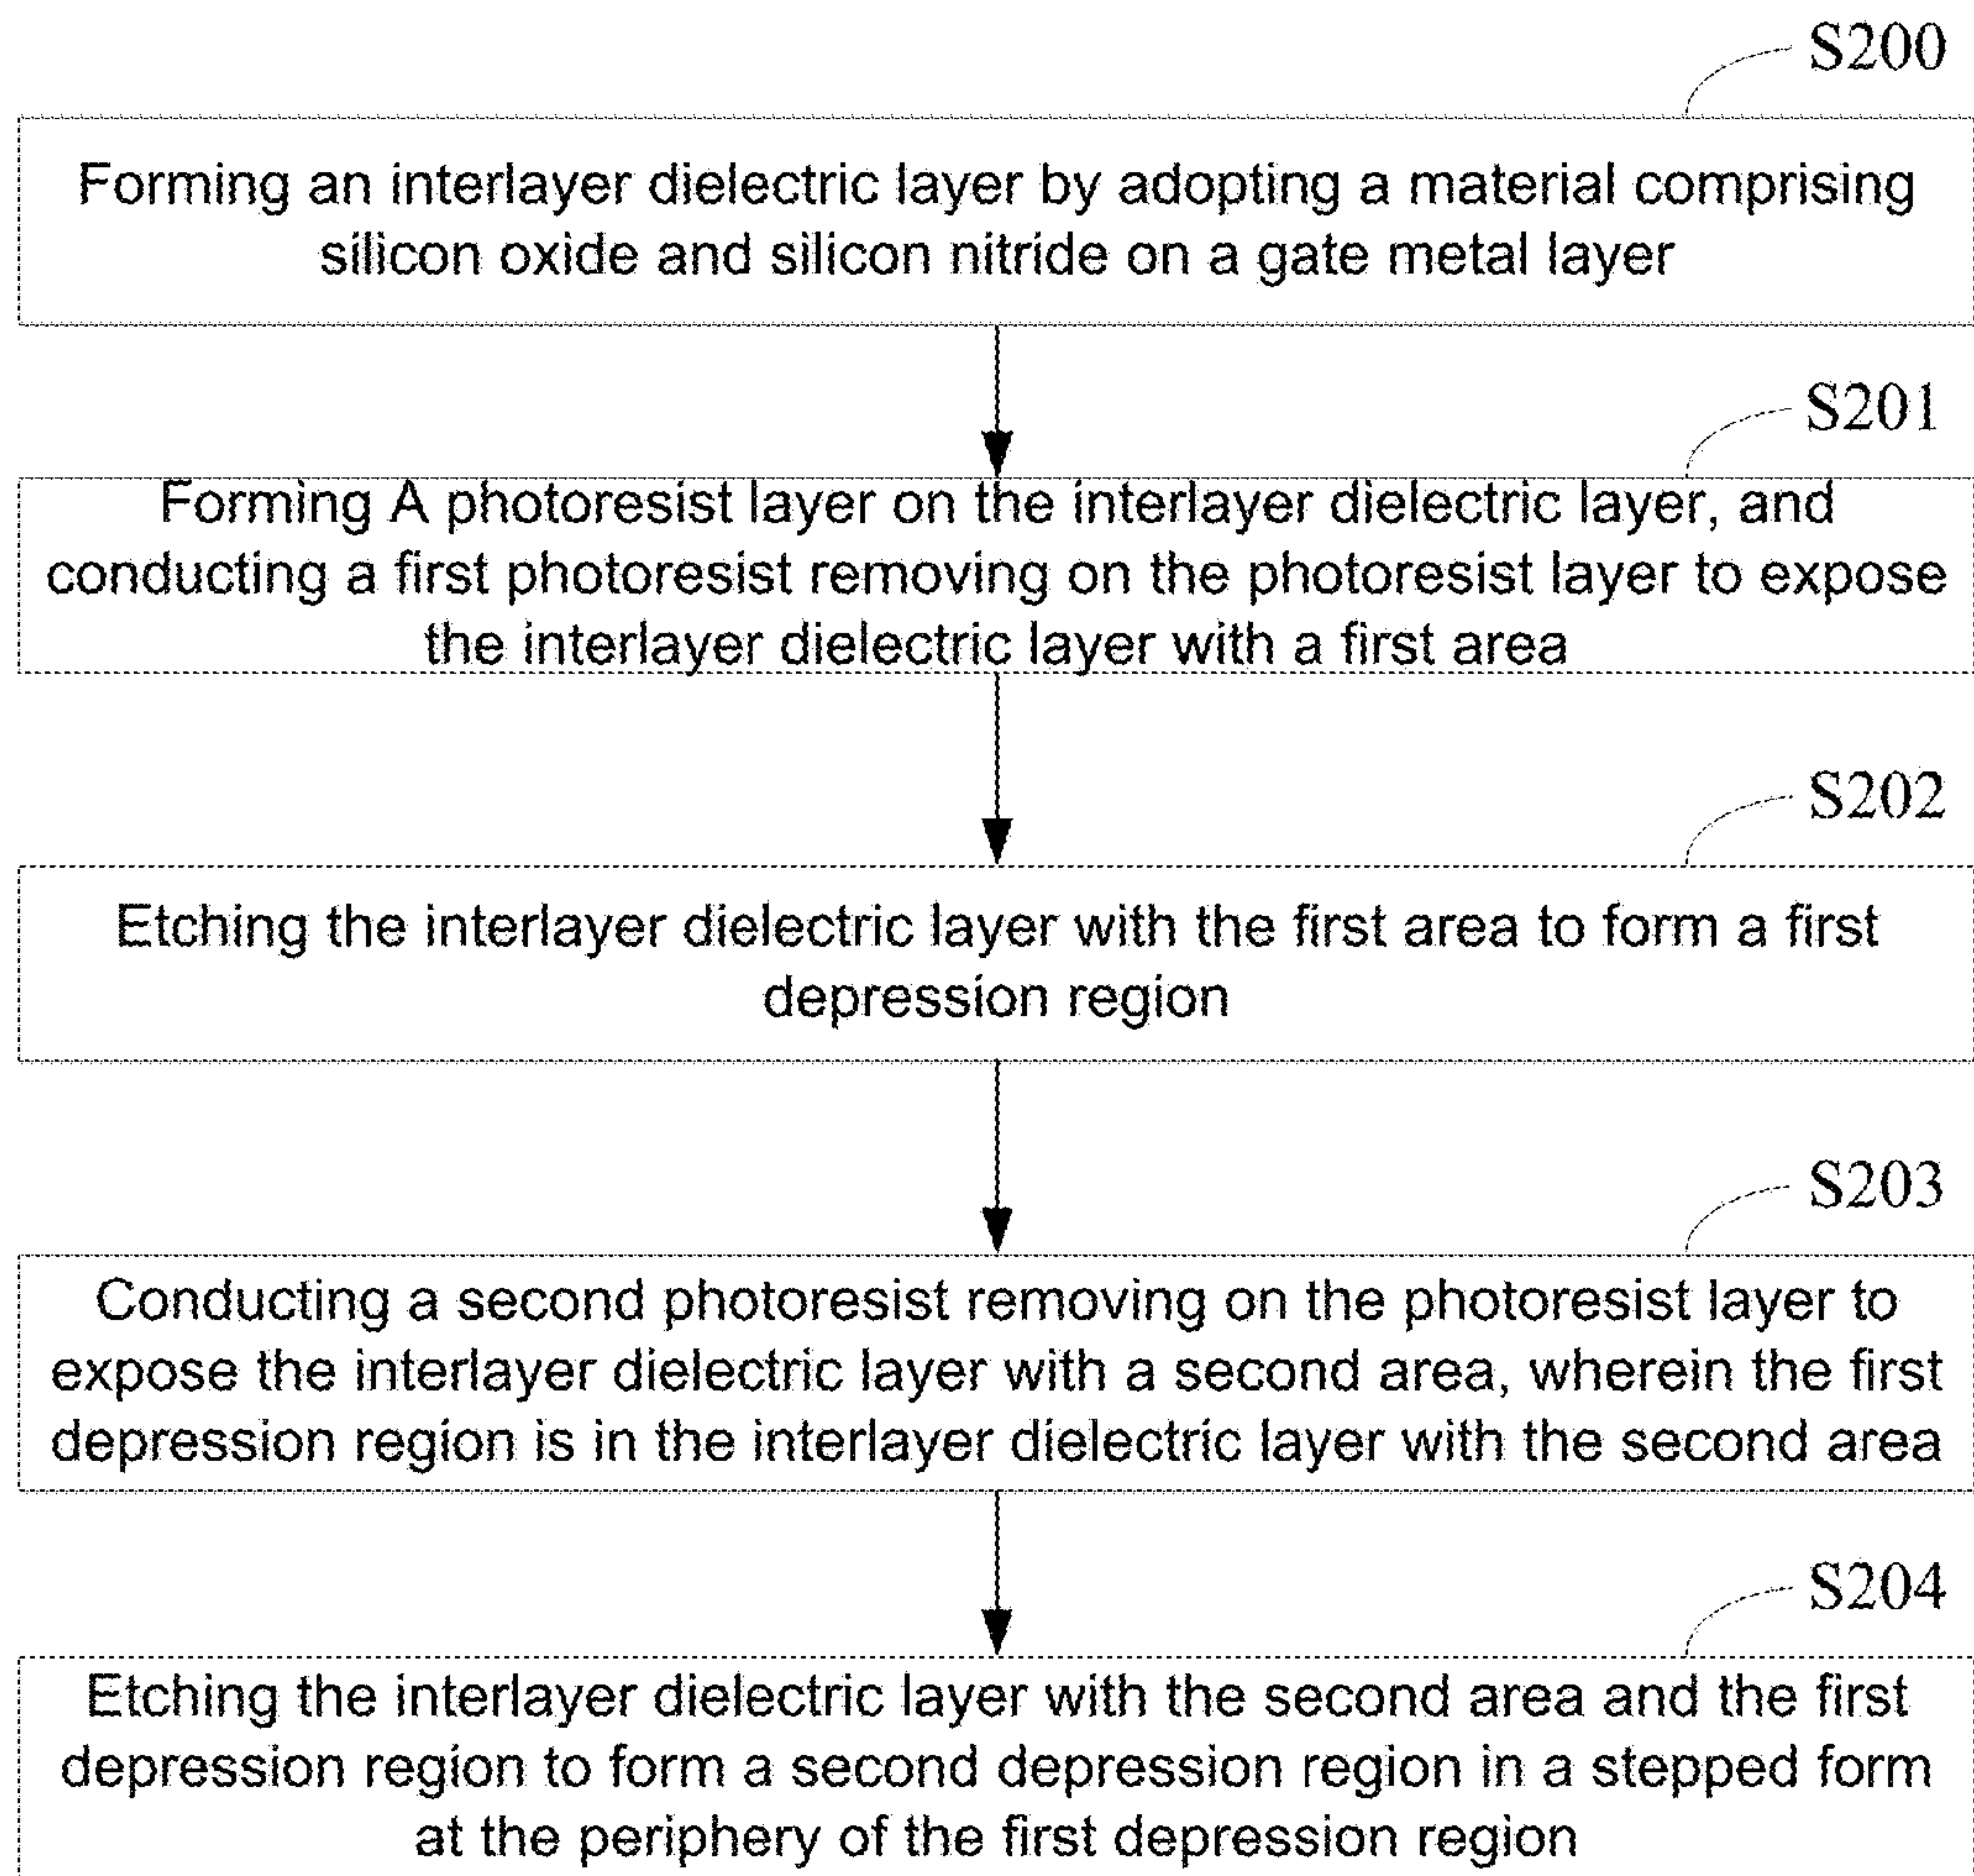 S200
Forming an interlayer dielectric layer by adopting a material comprising
silicon oxide and silicon nitride on a gate metal layer
S201
Forming A photoresist layer on the interlayer dielectric layer, and
conducting a first photoresist removing on the photoresist layer to expose
the interlayer dielectric layer with a first area
S202
Etching the interlayer dielectric layer with the first area to form a first
depression region
S203
Conducting a second photoresist removing on the photoresist layer to
expose the interlayer dielectric layer with a second area, wherein the first
depression region is in the interlayer dielectric layer with the second area
S204
Etching the interlayer dielectric layer with the second area and the first
depression region to form a second depression region in a stepped form
at the periphery of the first depression region